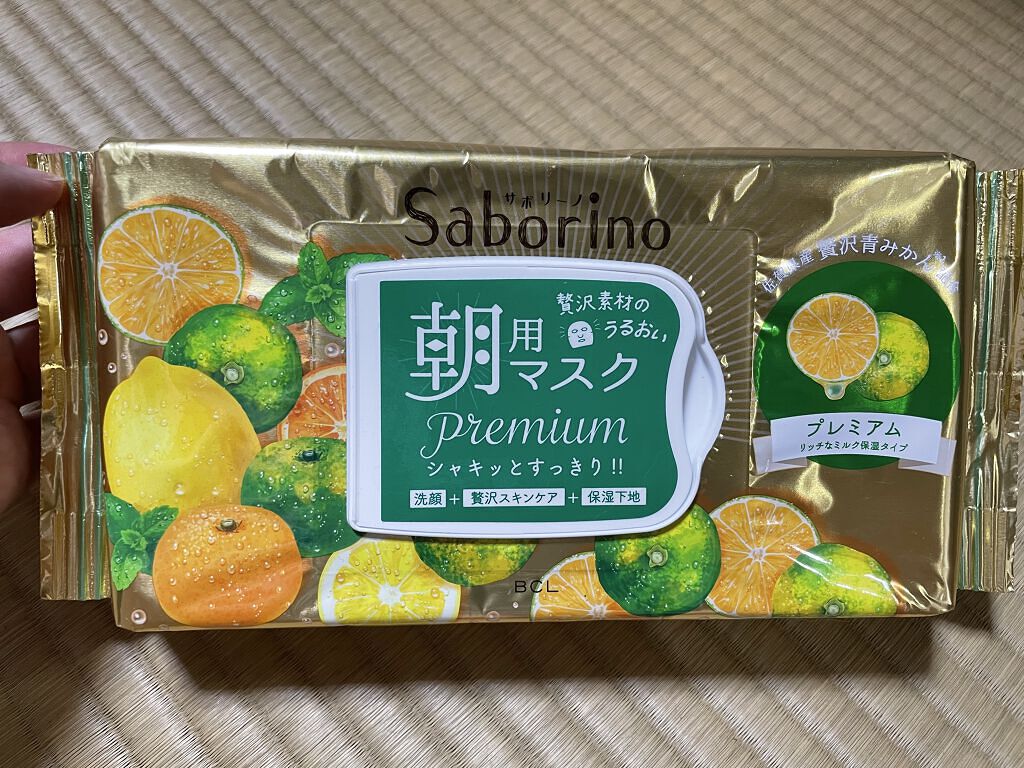 サボリーノ
Saborino
贅沢素材の
うるおい
朝用マスク
Premium
シャキッとすっきり!!
洗顔 + 贅沢スキンケア + 保湿下地
贅沢青みかん
プレミアム
リッチなミルク保湿タイプ
BCL